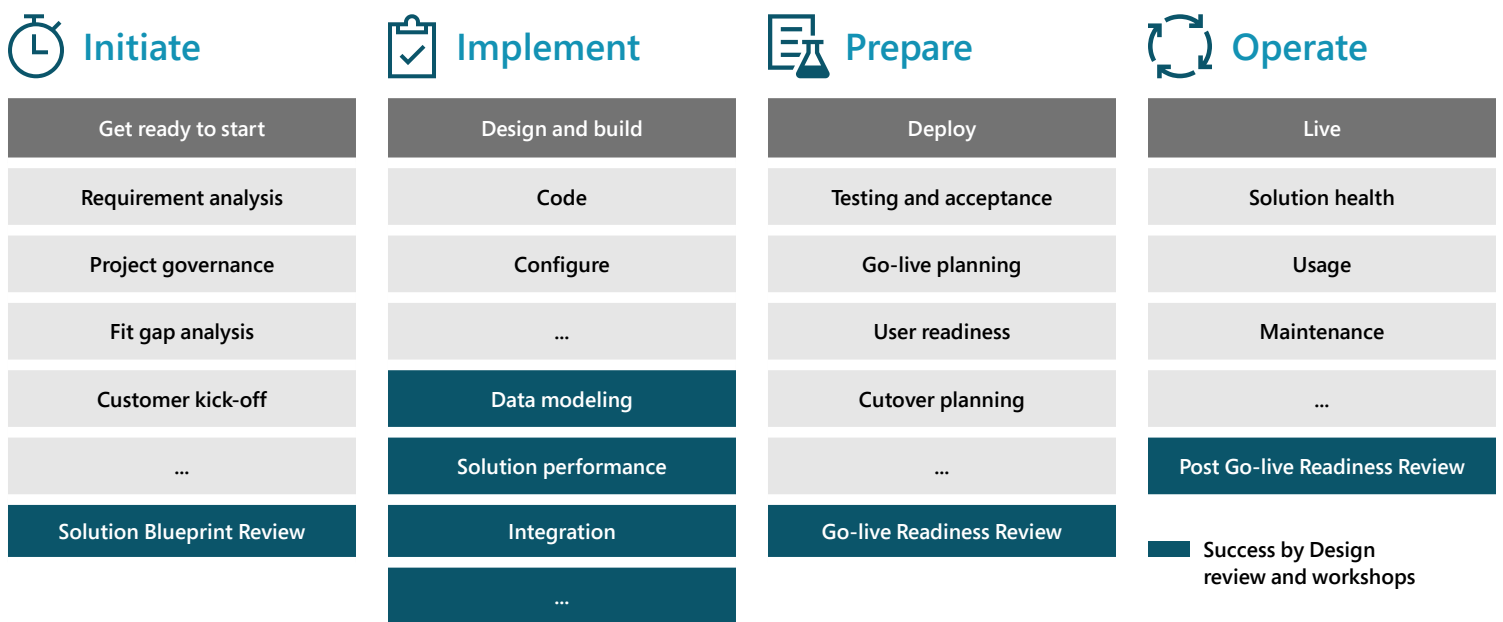 Initiate
Get ready to start
Requirement analysis
Project governance
Fit gap analysis
Customer kick-off
...
Solution Blueprint Review
Implement
Design and build
Code
Configure
...
Data modeling
Solution performance
Integration
...
Prepare
Deploy
Testing and acceptance
Go-live planning
User readiness
Cutover planning
...
Go-live Readiness Review
Operate
Live
Solution health
Usage
Maintenance
...
Post Go-live Readiness Review
Success by Design
review and workshops